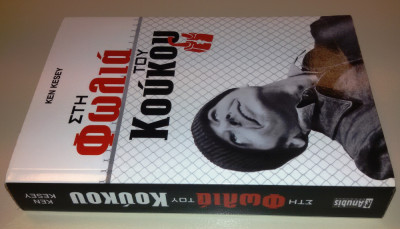 KEN KESEY
ΣΤΗ
Φωλιά
ΤΟΥ
Κούκου
KEN
KESEY
ΣΤΗ Φωλιά ΤΟΥ Κούκου
Anubis